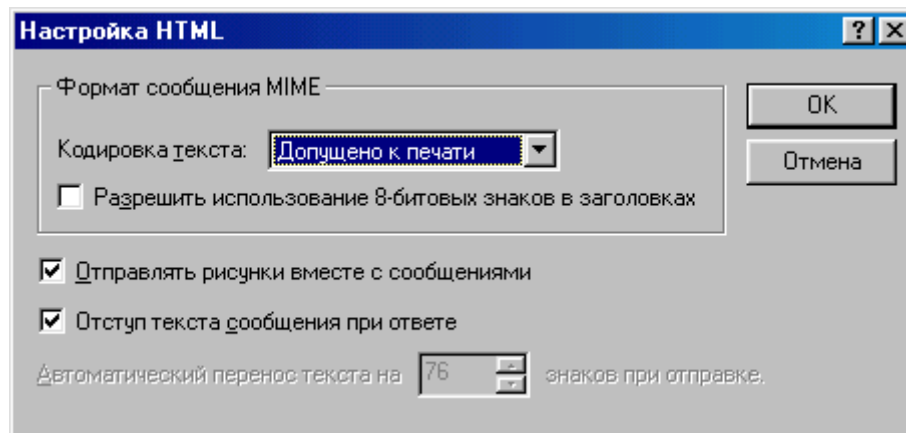 Настройка HTML
Формат сообщения MIME
OK
Кодировка текста: Допущено к печати
Отмена
Разрешить использование 8-битовых знаков в заголовках
Отправлять рисунки вместе с сообщениями
Отступ текста сообщения при ответе
Автоматический перенос текста на 76 знаков при отправке.